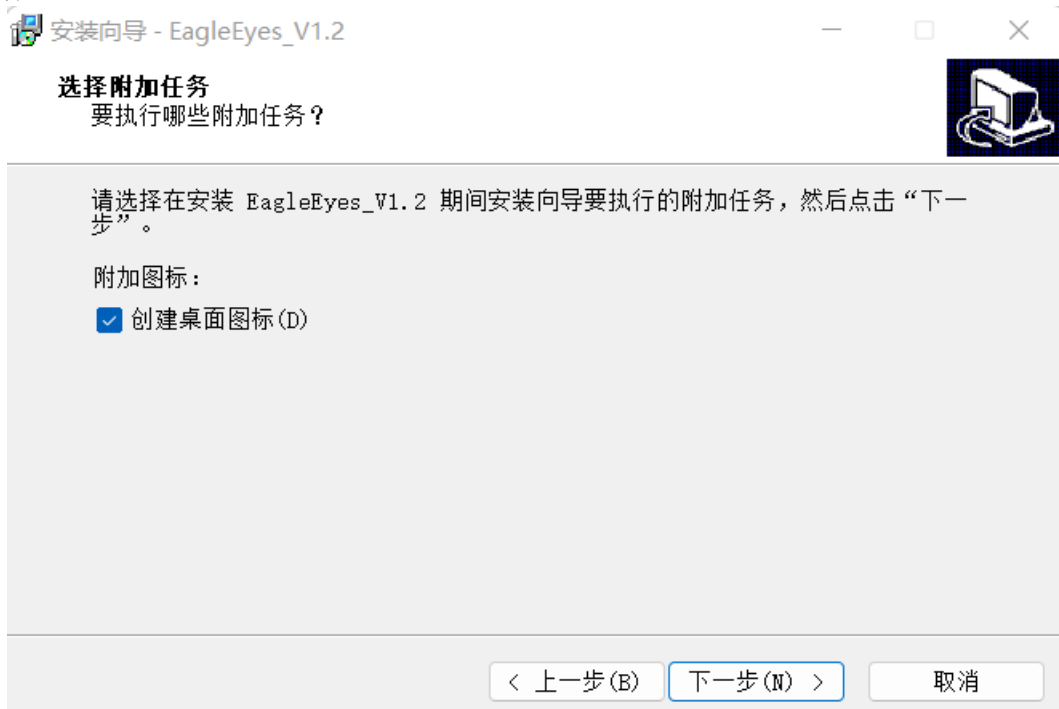 安装向导 - EagleEyes_V1.2
选择附加任务
要执行哪些附加任务？
请选择在安装 EagleEyes_V1.2 期间安装向导要执行的附加任务，然后点击“下一
步”。
附加图标：
创建桌面图标(D)
< 上一步(B)
下一步(N) >
取消